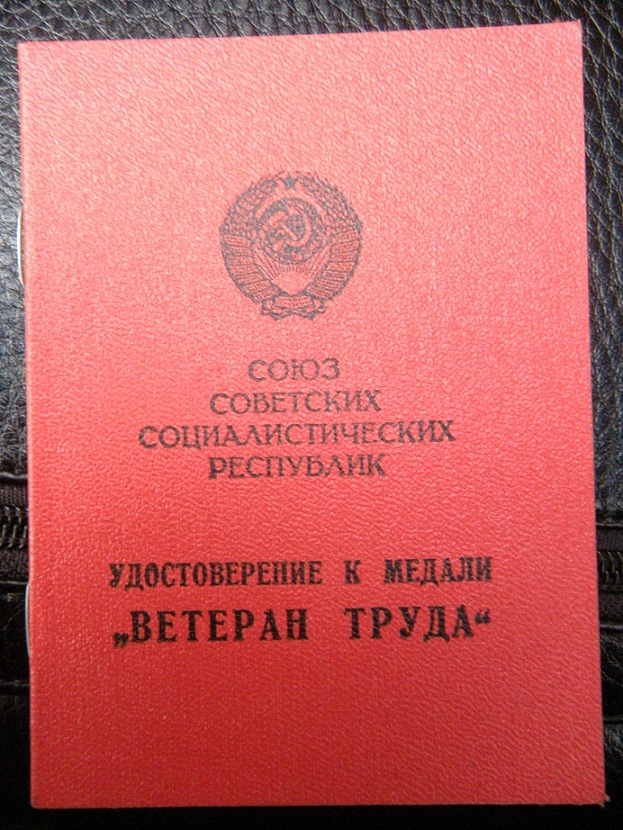 СОЮЗ
СОВЕТСКИХ
СОЦИАЛИСТИЧЕСКИХ
РЕСПУБЛИК
УДОСТОВЕРЕНИЕ К МЕДАЛИ
„ВЕТЕРАН ТРУДА“